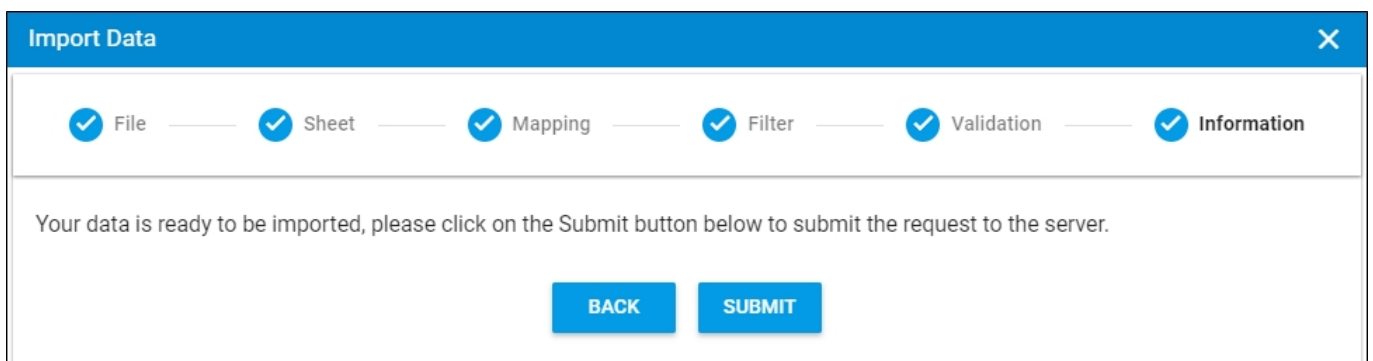 Import Data
File Sheet Mapping Filter Validation Information
Your data is ready to be imported, please click on the Submit button below to submit the request to the server.
BACK SUBMIT